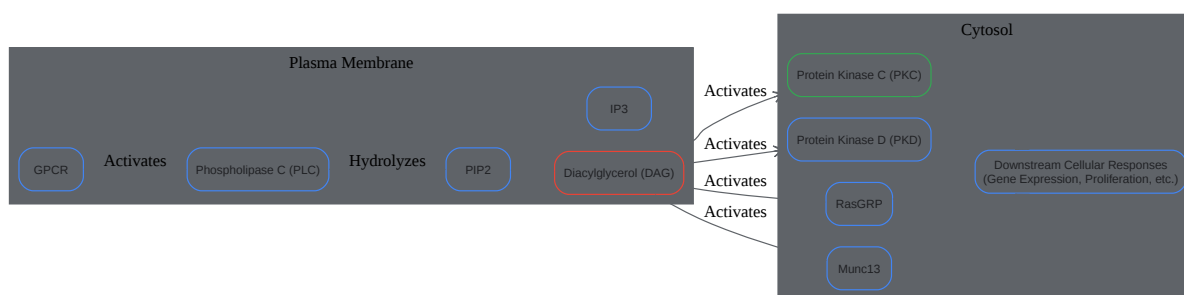 Plasma Membrane
GPCR
Activates
Phospholipase C (PLC)
Hydrolyzes
PIP2
IP3
Diacylglycerol (DAG)
Activates
Activates
Activates
Activates
Cytosol
Protein Kinase C (PKC)
Protein Kinase D (PKD)
RasGRP
Munc13
Downstream Cellular Responses
(Gene Expression, Proliferation, etc.)